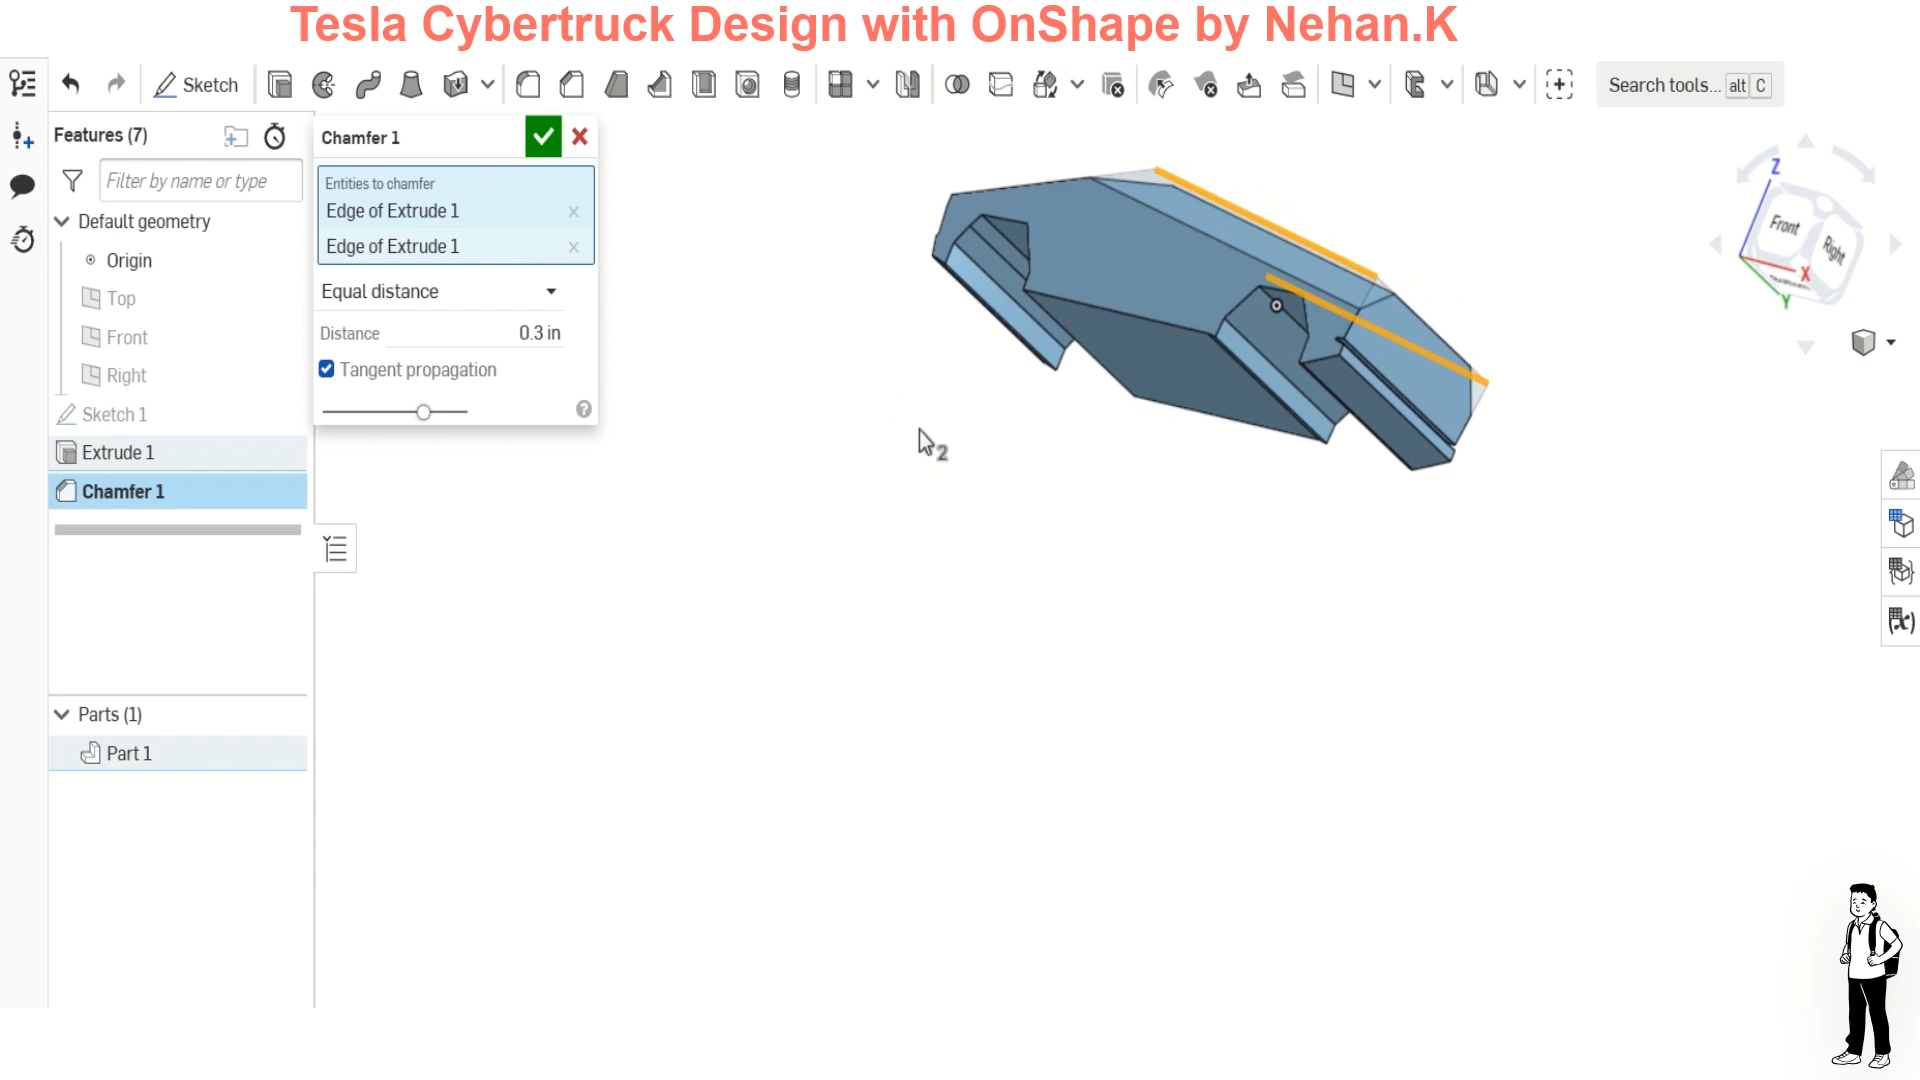 Tesla Cybertruck Design with OnShape by Nehan.K
Sketch
Search tools... alt C
Features (7)
Filter by name or type
Default geometry
Origin
Top
Front
Right
Sketch 1
Extrude 1
Chamfer 1
Parts (1)
Part 1
Chamfer 1
Entities to chamfer
Edge of Extrude 1
Edge of Extrude 1
Equal distance
Distance 0.3 in
Tangent propagation
2
Z
Front
Right
X
Y